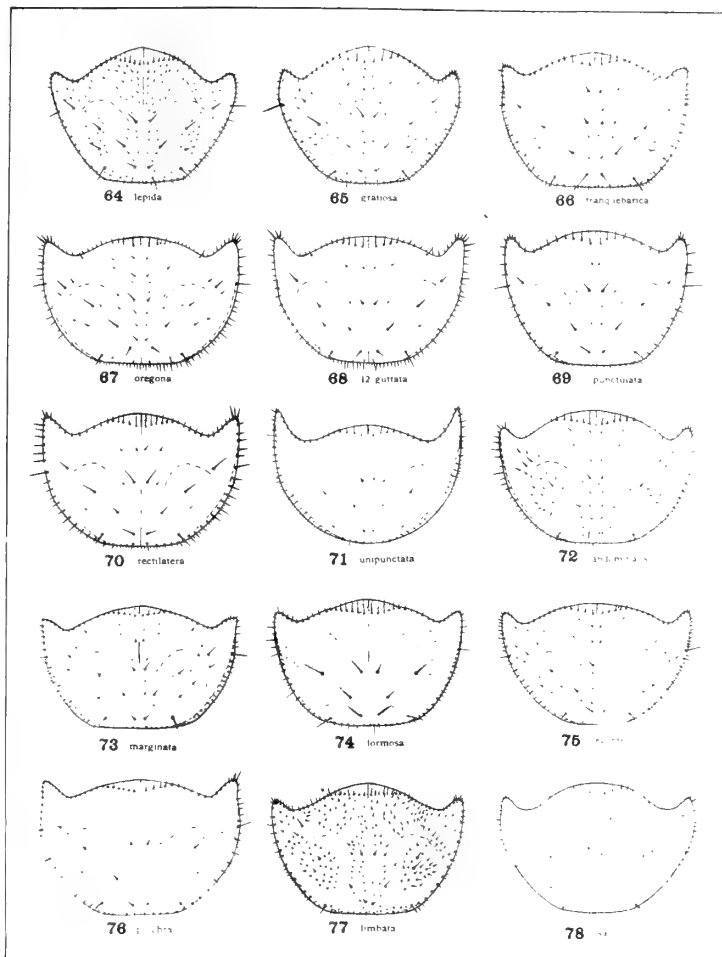 64 lepida
65 gratiosa
66 tranquebarica
67 oregona
68 12 guttata
69 punctulata
70 rectilatera
71 unipunctata
72 abdominalis
73 marginata
74 formosa
75
76
77 limbata
78